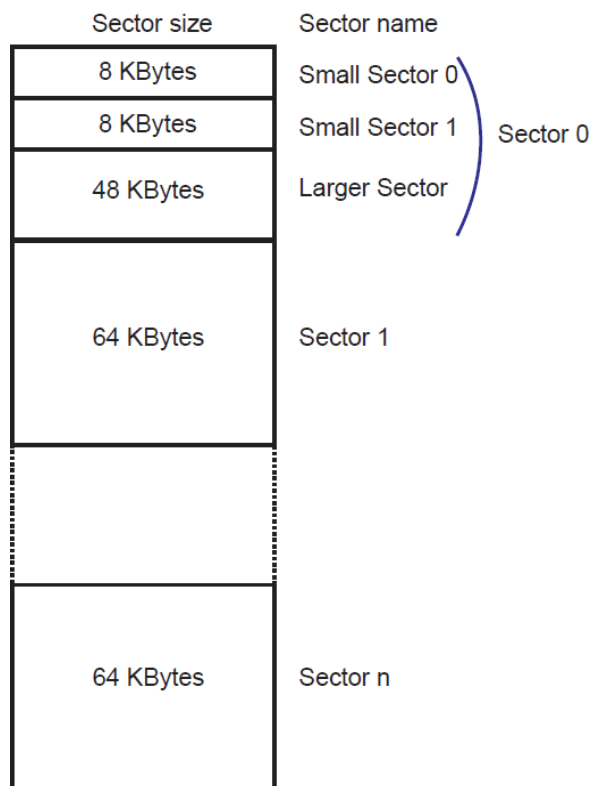 Sector size Sector name
8 KBytes Small Sector 0
8 KBytes Small Sector 1
Sector 0
48 KBytes Larger Sector
64 KBytes Sector 1
64 KBytes Sector n